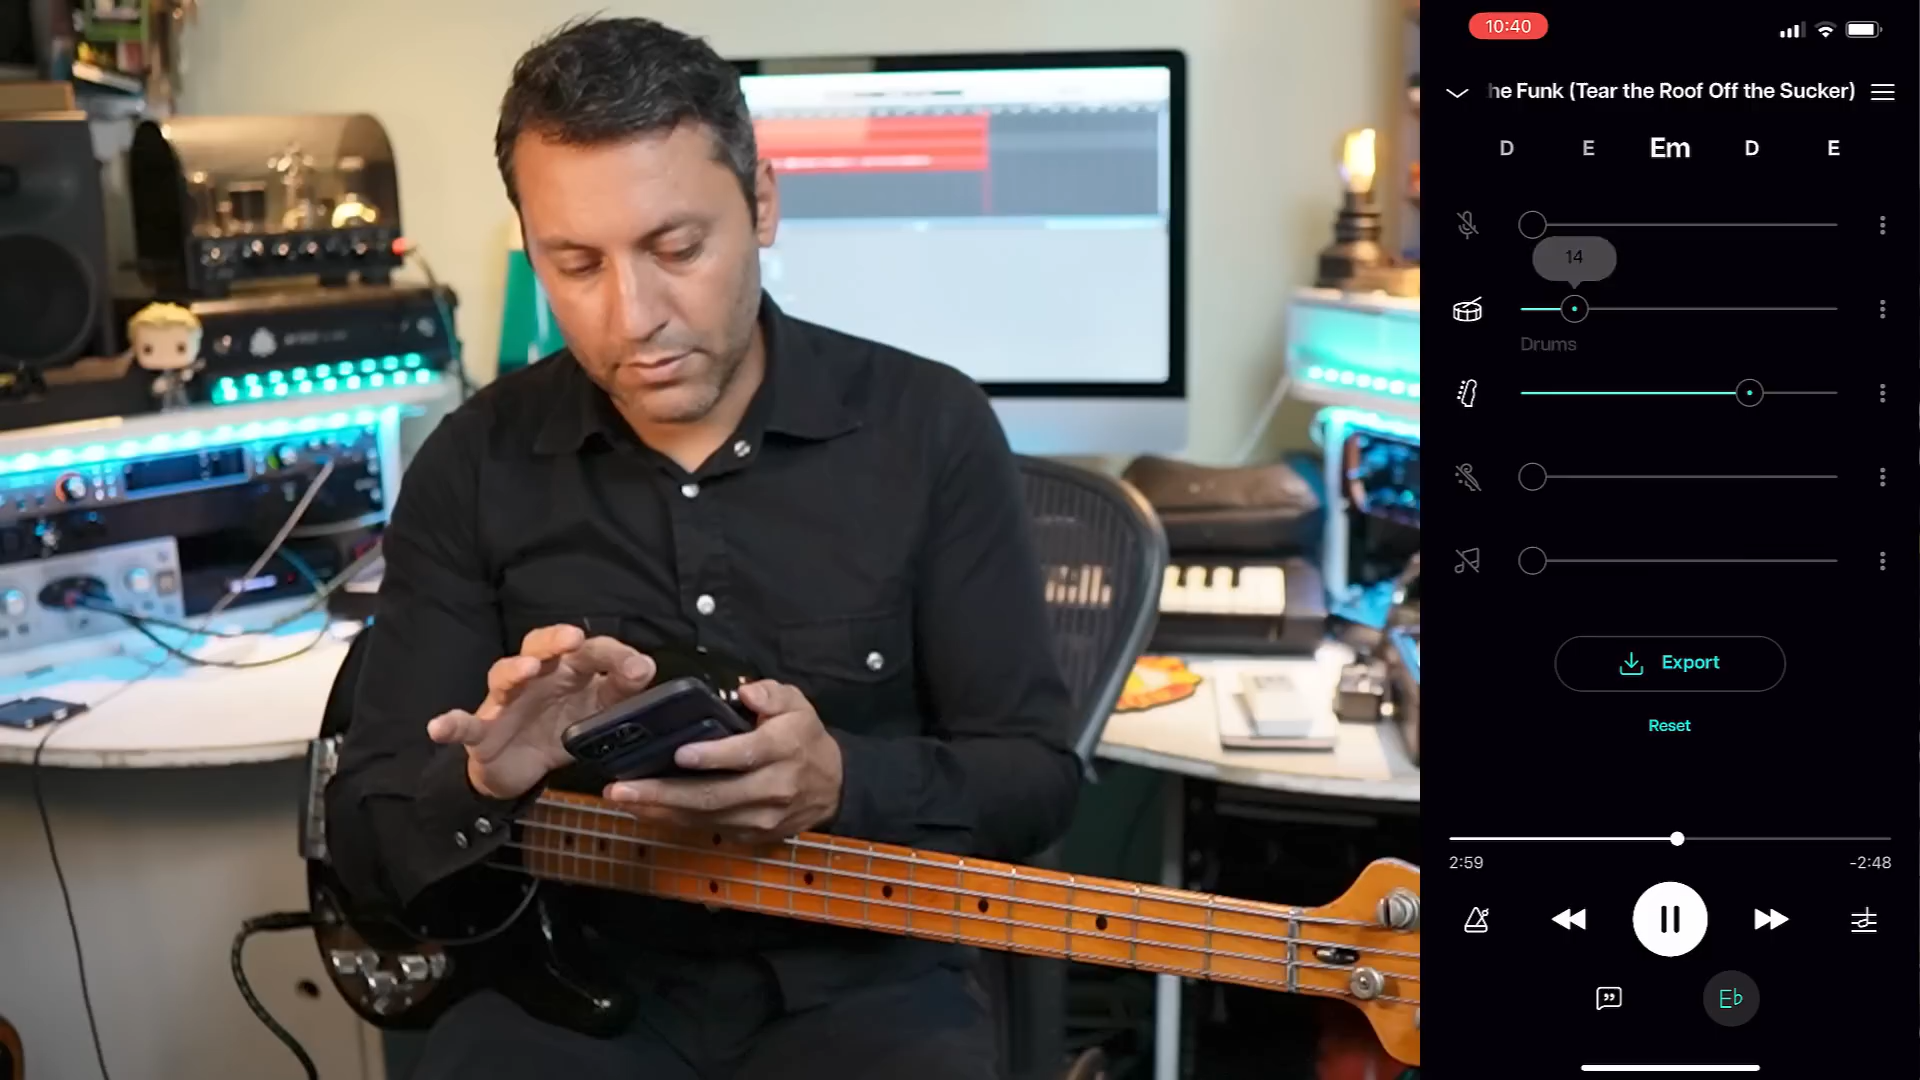 10:40
he Funk (Tear the Roof Off the Sucker)
D E Em D E
14
Drums
Export
Reset
2:59 -2:48
E♭